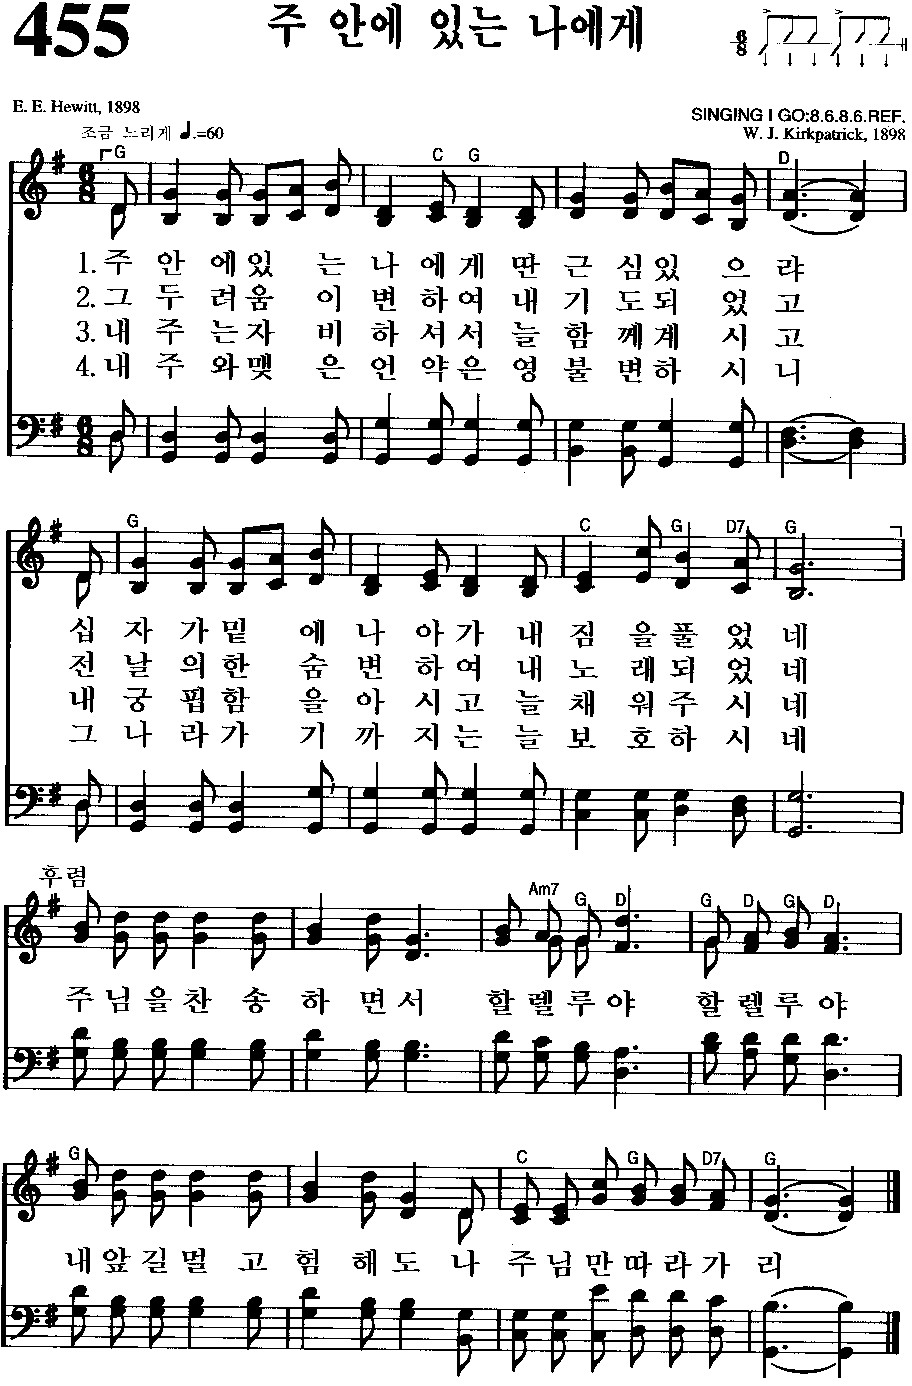 455 주 안에 있는 나에게
6
8
E. E. Hewitt, 1898
SINGING I GO:8.6.8.6.REF.
조금 느리게 ♩.=60
W. J. Kirkpatrick, 1898
G C G D
1. 주 안 에 있 는 나 에 게 딴 근 심 있 으 랴
2. 그 두 려 움 이 변 하 여 내 기 도 되 었 고
3. 내 주 는 자 비 하 셔 서 늘 함 께 계 시 고
4. 내 주 와 맺 은 언 약 은 영 불 변 하 시 니
G C G D7 G
십 자 가 밑 에 나 아 가 내 짐 을 풀 었 네
전 날 의 한 숨 변 하 여 내 노 래 되 었 네
내 궁 핍 함 을 아 시 고 늘 채 워 주 시 네
그 나 라 가 기 까 지 는 늘 보 호 하 시 네
후렴
Am7 G D G D G D
주 님 을 찬 송 하 면 서 할 렐 루 야 할 렐 루 야
G C G D7 G
내 앞 길 멀 고 험 해 도 나 주 님 만 따 라 가 리